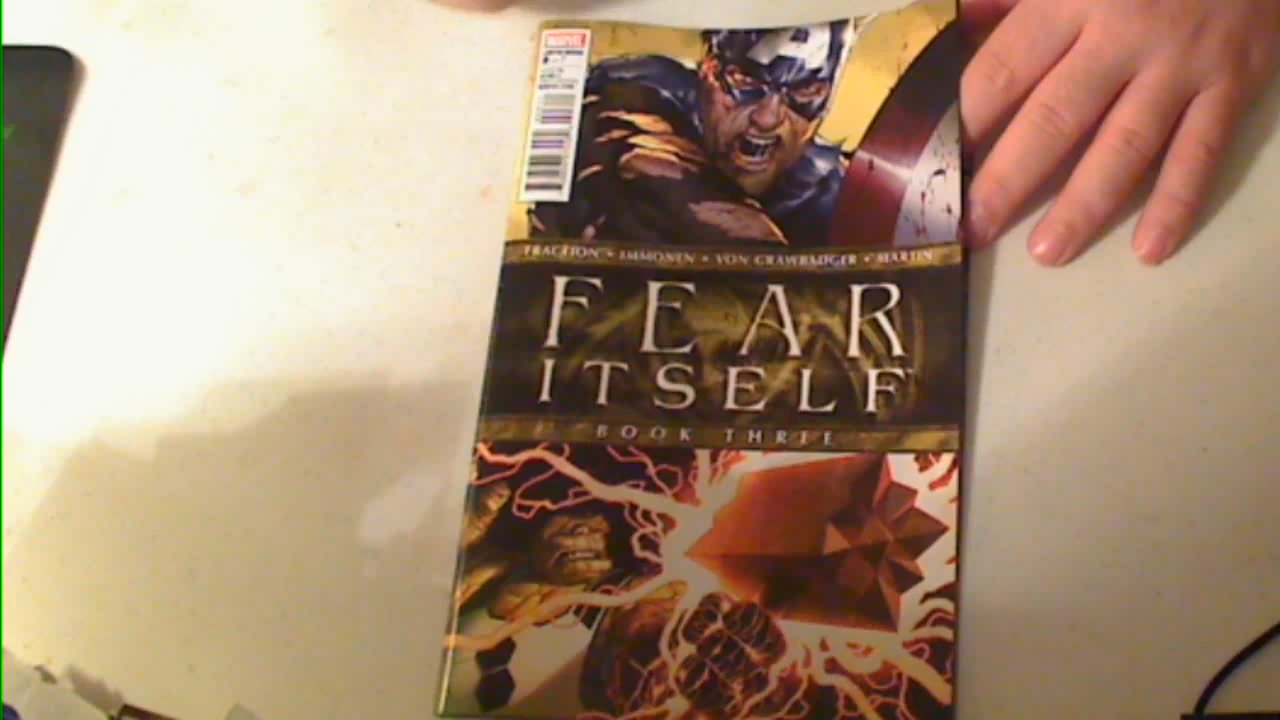 MARVEL
FRACTION • IMMONEN • VON GRAWBADGER • MARTIN
FEAR
ITSELF
BOOK THREE